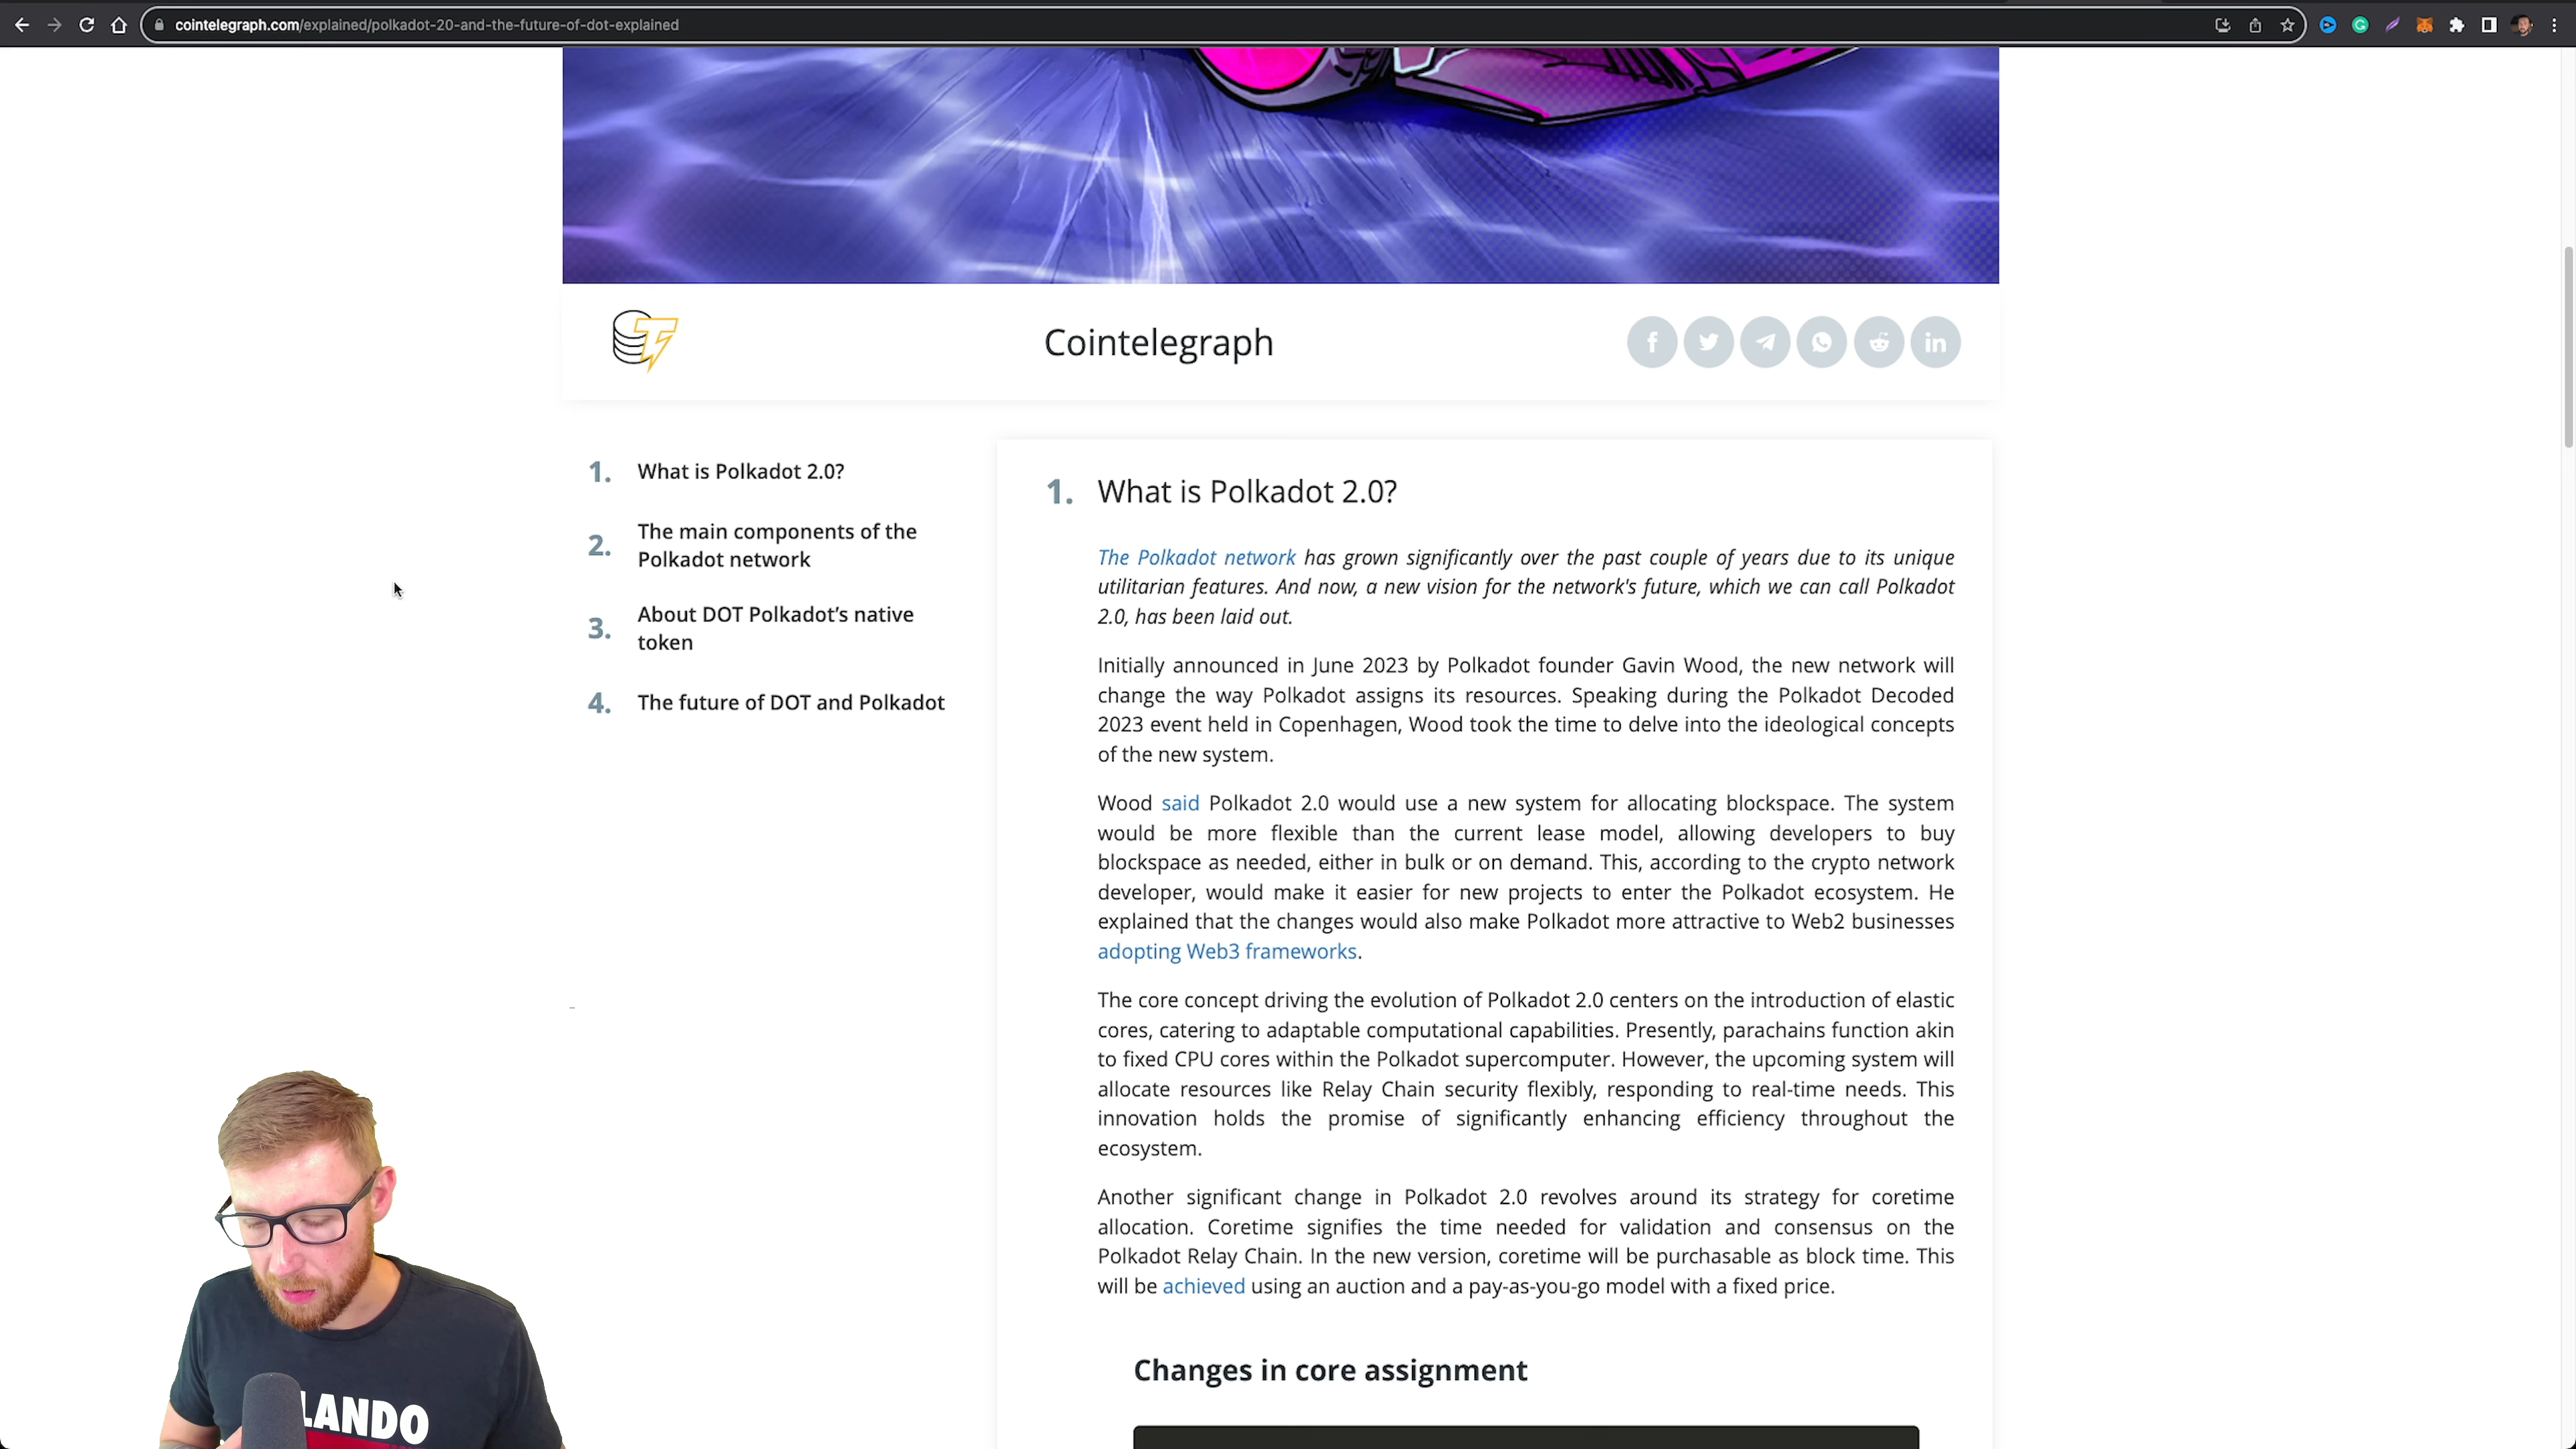 cointelegraph.com/explained/polkadot-20-and-the-future-of-dot-explained
Cointelegraph
1. What is Polkadot 2.0?
2. The main components of the
Polkadot network
3. About DOT Polkadot’s native
token
4. The future of DOT and Polkadot
1. What is Polkadot 2.0?
The Polkadot network has grown significantly over the past couple of years due to its unique
utilitarian features. And now, a new vision for the network's future, which we can call Polkadot
2.0, has been laid out.
Initially announced in June 2023 by Polkadot founder Gavin Wood, the new network will
change the way Polkadot assigns its resources. Speaking during the Polkadot Decoded
2023 event held in Copenhagen, Wood took the time to delve into the ideological concepts
of the new system.
Wood said Polkadot 2.0 would use a new system for allocating blockspace. The system
would be more flexible than the current lease model, allowing developers to buy
blockspace as needed, either in bulk or on demand. This, according to the crypto network
developer, would make it easier for new projects to enter the Polkadot ecosystem. He
explained that the changes would also make Polkadot more attractive to Web2 businesses
adopting Web3 frameworks.
The core concept driving the evolution of Polkadot 2.0 centers on the introduction of elastic
cores, catering to adaptable computational capabilities. Presently, parachains function akin
to fixed CPU cores within the Polkadot supercomputer. However, the upcoming system will
allocate resources like Relay Chain security flexibly, responding to real-time needs. This
innovation holds the promise of significantly enhancing efficiency throughout the
ecosystem.
Another significant change in Polkadot 2.0 revolves around its strategy for coretime
allocation. Coretime signifies the time needed for validation and consensus on the
Polkadot Relay Chain. In the new version, coretime will be purchasable as block time. This
will be achieved using an auction and a pay-as-you-go model with a fixed price.
Changes in core assignment
LANDO